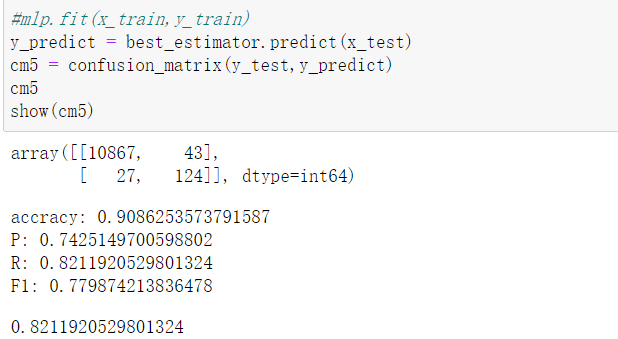 #mlp.fit(x_train,y_train)
y_predict = best_estimator.predict(x_test)
cm5 = confusion_matrix(y_test,y_predict)
cm5
show(cm5)
array([[10867,    43],
       [   27,   124]], dtype=int64)
accracy: 0.9086253573791587
P: 0.7425149700598802
R: 0.8211920529801324
F1: 0.779874213836478
0.8211920529801324